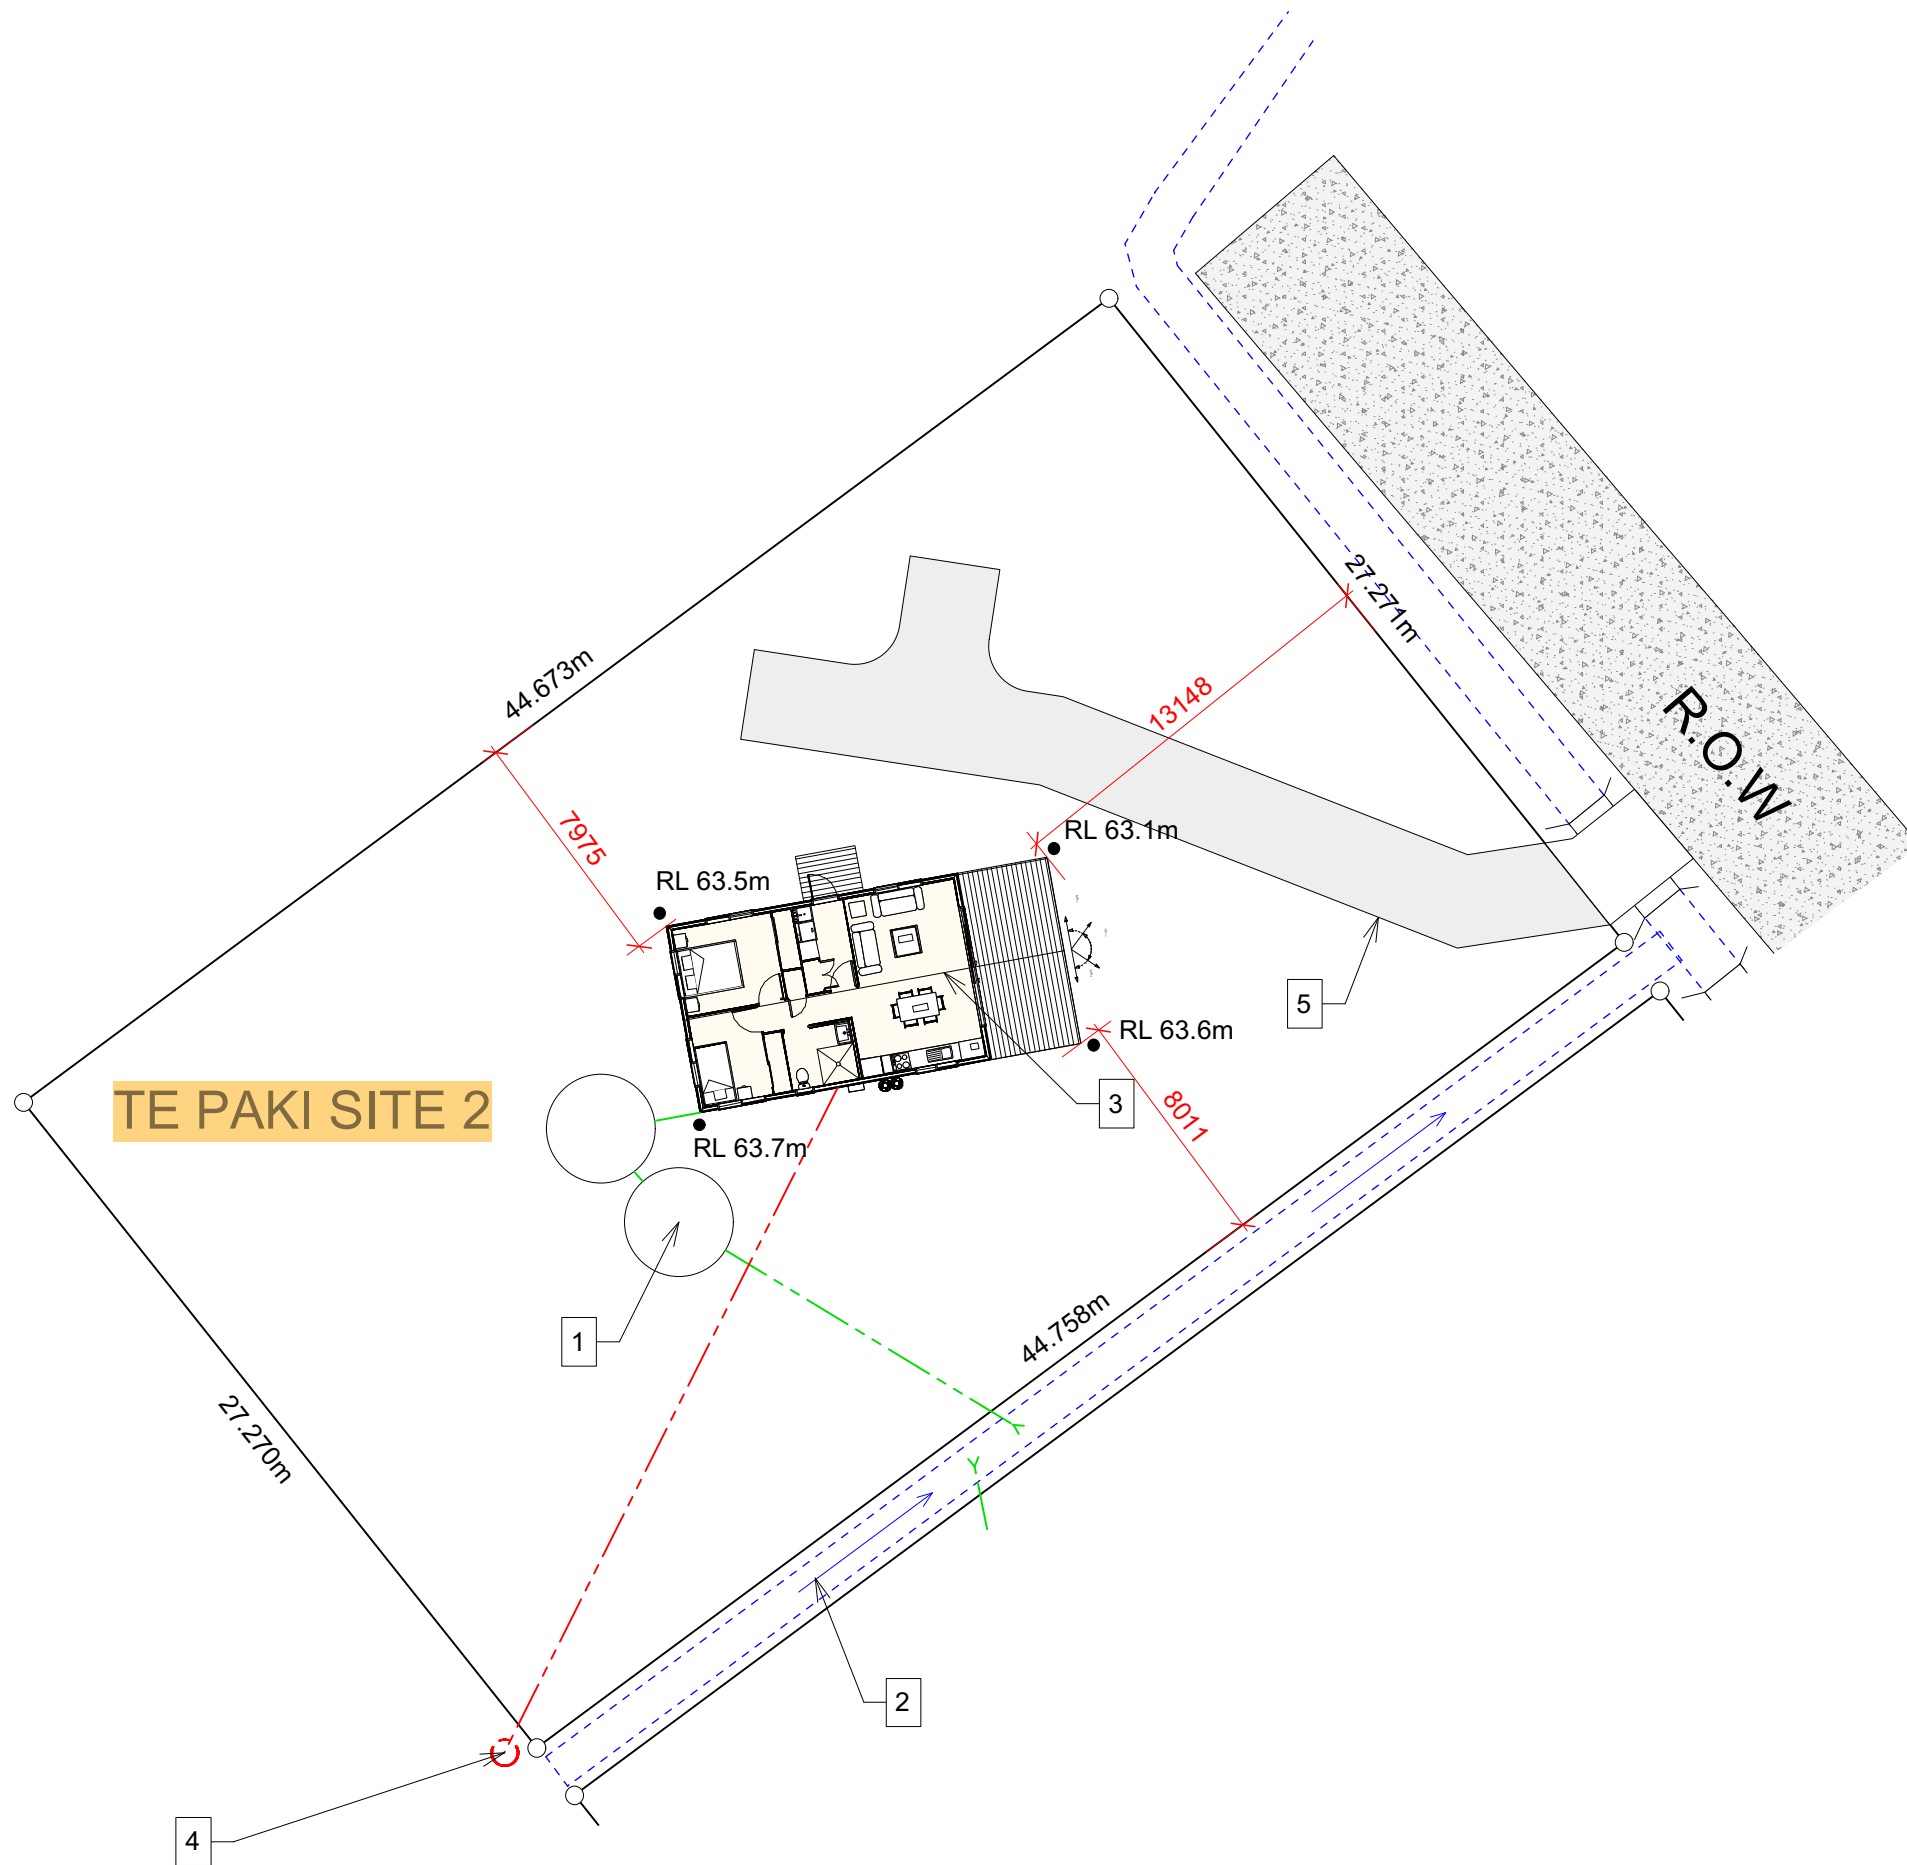 27.271m
R.O.W
44.673m
13148
7975
RL 63.1m
RL 63.5m
5
RL 63.6m
3
8011
TE PAKI SITE 2
RL 63.7m
1
44.758m
27.270m
2
4